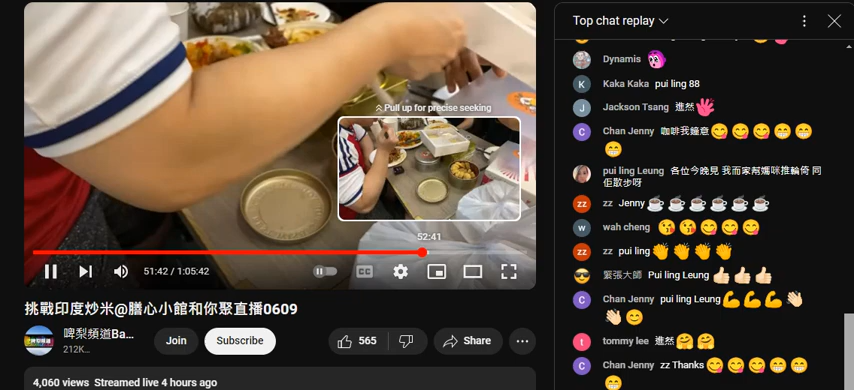 Top chat replay
Dynamis
Kaka Kaka pui ling 88
Jackson Tsang 進然
Chan Jenny 咖啡我鐘意
pui ling Leung 各位今晚見 我而家幫媽咪推輪倚 同
佢散步呀
zz Jenny
wah cheng
zz pui ling
緊張大師 Pui ling Leung
Chan Jenny pui ling Leung
tommy lee 進然
Chan Jenny zz Thanks
Pull up for precise seeking
52:41
51:42 / 1:05:42
CC
挑戰印度炒米@膳心小館和你聚直播0609
啤梨頻道Ba...
212K...
Join
Subscribe
565
Share
4,060 views Streamed live 4 hours ago